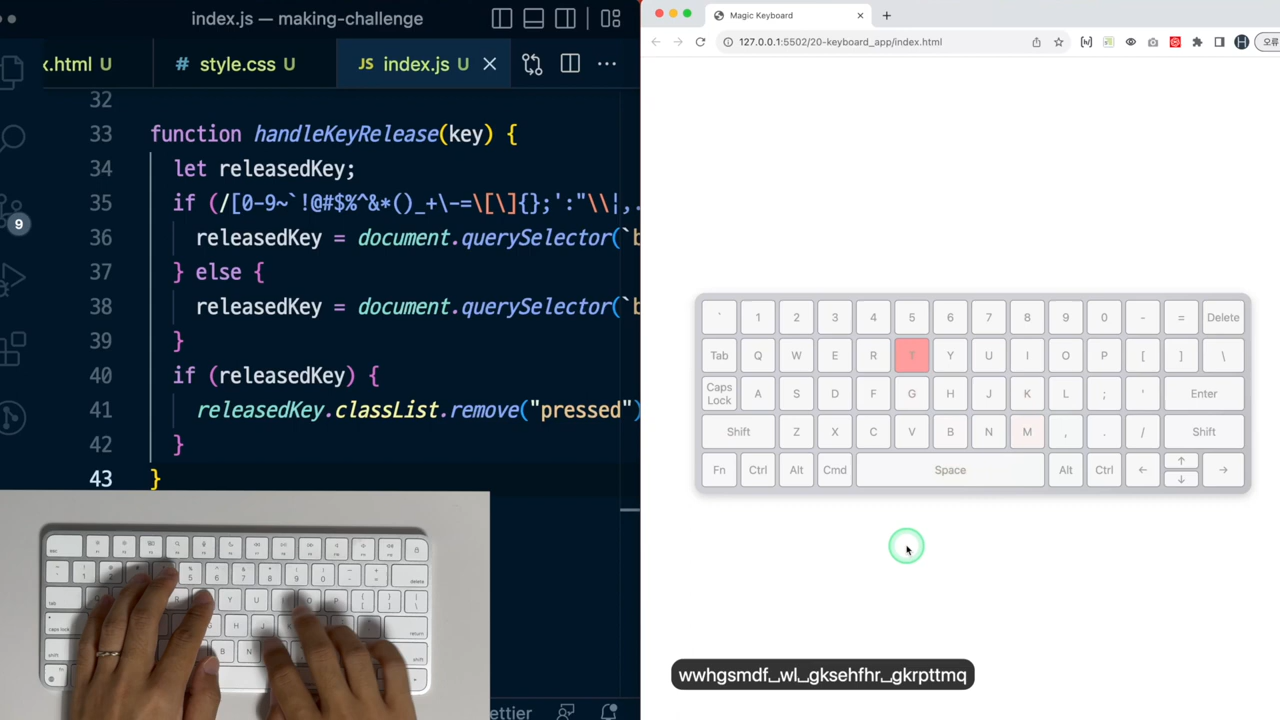 index.js — making-challenge
x.html U
# style.css U
JS index.js U
32
33 function handleKeyRelease(key) {
34 let releasedKey;
35 if (/[0-9~`!@#$%^&*()_+\-=\[\]{};':"\\|,.
36 releasedKey = document.querySelector(`b
37 } else {
38 releasedKey = document.querySelector(`b
39 }
40 if (releasedKey) {
41 releasedKey.classList.remove("pressed")
42 }
43 }
9
ettier
Magic Keyboard
127.0.0.1:5502/20-keyboard_app/index.html
오류
` 1 2 3 4 5 6 7 8 9 0 - = Delete
Tab Q W E R T Y U I O P [ ] \
Caps Lock A S D F G H J K L ; ' Enter
Shift Z X C V B N M , . / Shift
Fn Ctrl Alt Cmd Space Alt Ctrl ← ↑ ↓ →
wwhgsmdf_wl_gksehfhr_gkrpttmq